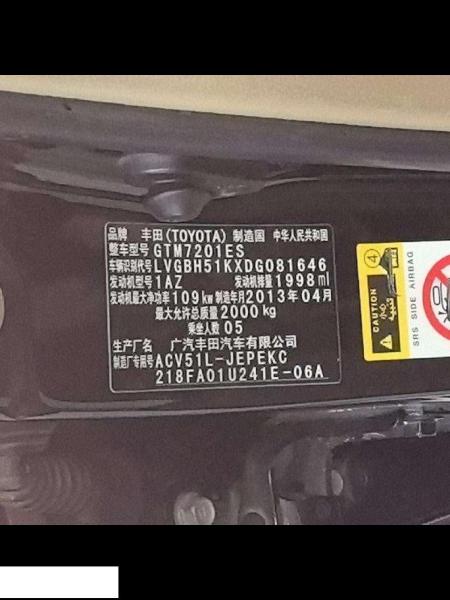 品牌 丰田(TOYOTA) 制造国 中华人民共和国
整车型号 GTM7201ES
车辆识别代号 LVGBH51KXDG081646
发动机型号 1AZ 发动机排量 1998 ml
发动机最大净功率 109kw 制造年月 2013年04月
最大允许总质量 2000 kg
乘坐人数 05
生产厂名 广汽丰田汽车有限公司
制造厂专用号 ACV51L-JEPEKC
218FA01U241E-06A
4
CAUTION
SRS SIDE AIRBAG